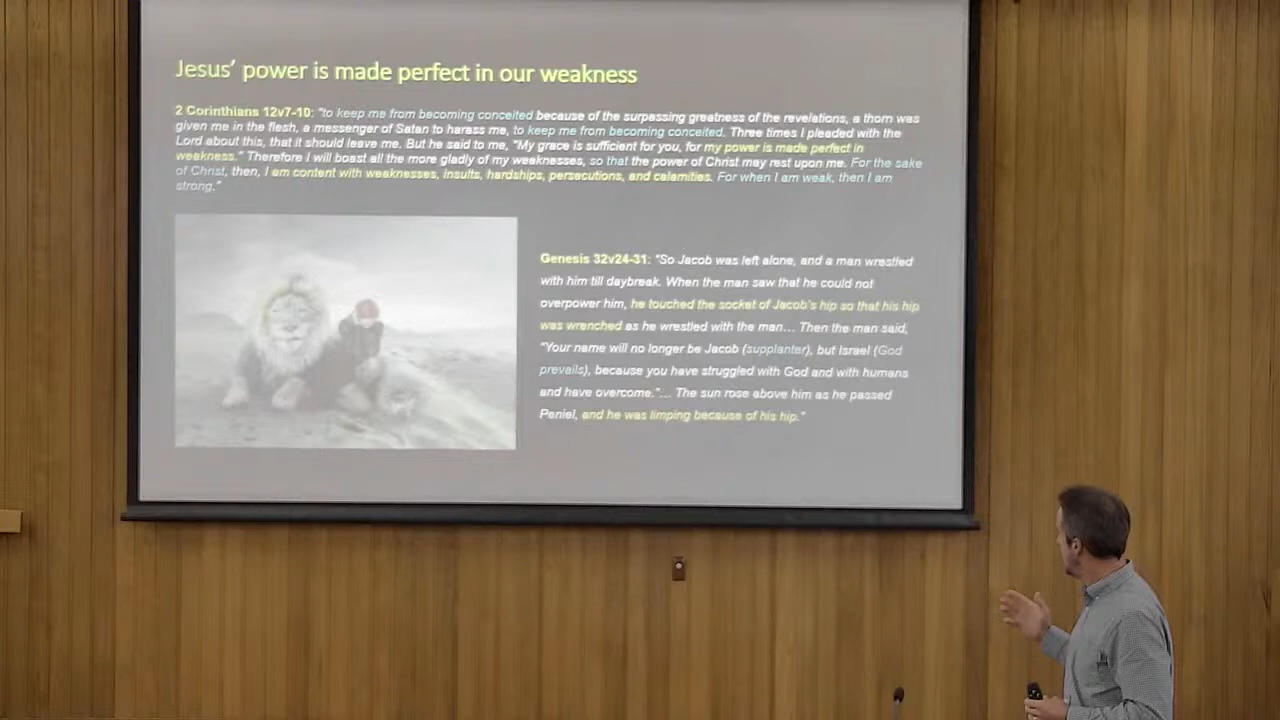 Jesus' power is made perfect in our weakness
2 Corinthians 12v7-10: "to keep me from becoming conceited because of the surpassing greatness of the revelations, a thorn was
given me in the flesh, a messenger of Satan to harass me, to keep me from becoming conceited. Three times I pleaded with the
Lord about this, that it should leave me. But he said to me, "My grace is sufficient for you, for my power is made perfect in
weakness." Therefore I will boast all the more gladly of my weaknesses, so that the power of Christ may rest upon me. For the sake
of Christ, then, I am content with weaknesses, insults, hardships, persecutions, and calamities. For when I am weak, then I am
strong."
Genesis 32v24-31: "So Jacob was left alone, and a man wrestled
with him till daybreak. When the man saw that he could not
overpower him, he touched the socket of Jacob's hip so that his hip
was wrenched as he wrestled with the man... Then the man said,
"Your name will no longer be Jacob (supplanter), but Israel (God
prevails), because you have struggled with God and with humans
and have overcome."... The sun rose above him as he passed
Peniel, and he was limping because of his hip."